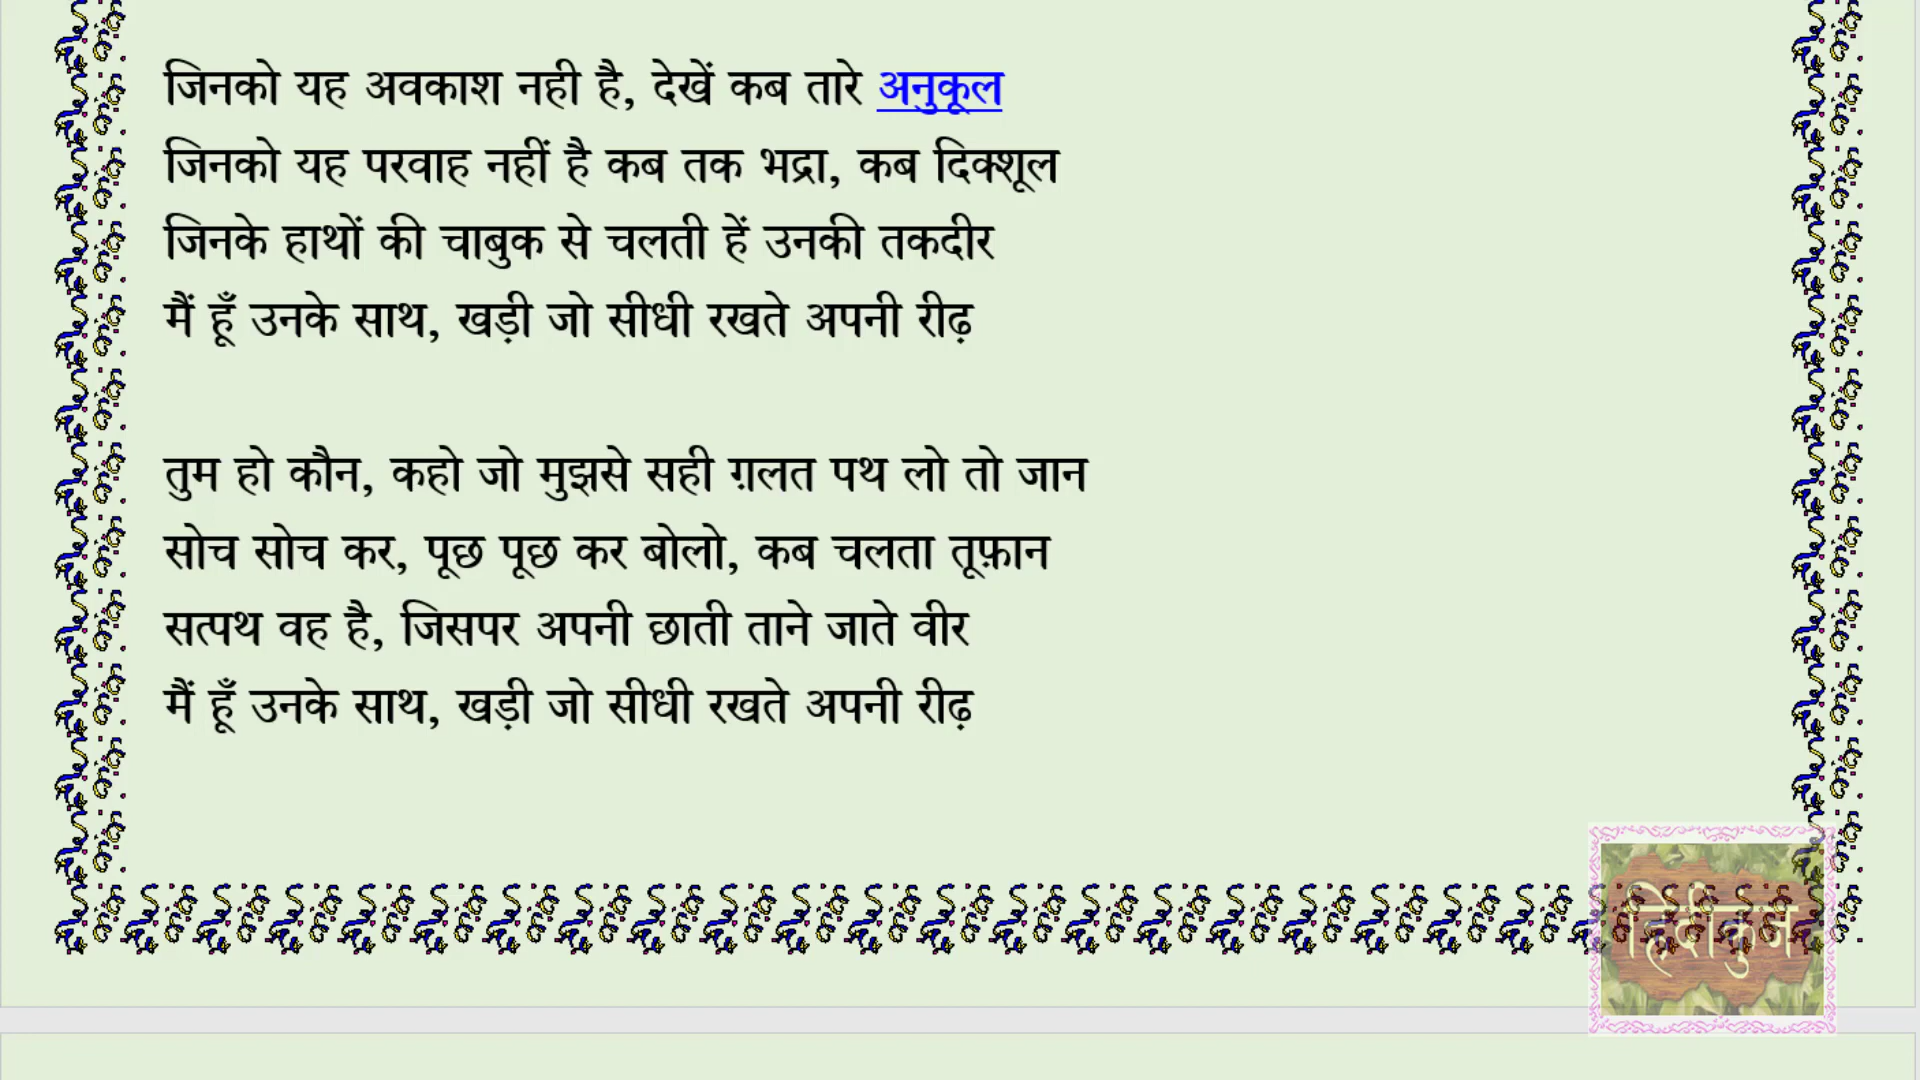 जिनको यह अवकाश नही है, देखें कब तारे अनुकूल
जिनको यह परवाह नहीं है कब तक भद्रा, कब दिक्शूल
जिनके हाथों की चाबुक से चलती हें उनकी तकदीर
मैं हूँ उनके साथ, खड़ी जो सीधी रखते अपनी रीढ़
तुम हो कौन, कहो जो मुझसे सही ग़लत पथ लो तो जान
सोच सोच कर, पूछ पूछ कर बोलो, कब चलता तूफ़ान
सत्पथ वह है, जिसपर अपनी छाती ताने जाते वीर
मैं हूँ उनके साथ, खड़ी जो सीधी रखते अपनी रीढ़
हिंदीकुंज